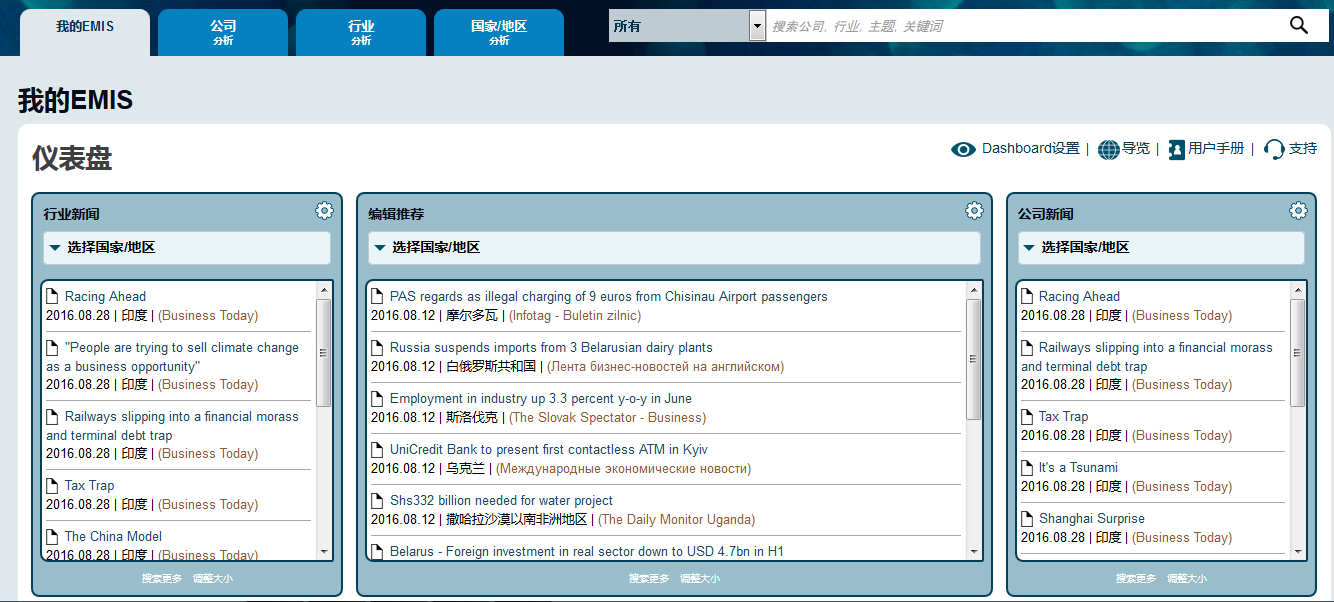 我的EMIS
公司
分析
行业
分析
国家/地区
分析
所有
搜索公司, 行业, 主题, 关键词
我的EMIS
仪表盘
Dashboard设置 | 导览 | 用户手册 | 支持
行业新闻
选择国家/地区
Racing Ahead
2016.08.28 | 印度 | (Business Today)
"People are trying to sell climate change
as a business opportunity"
2016.08.28 | 印度 | (Business Today)
Railways slipping into a financial morass
and terminal debt trap
2016.08.28 | 印度 | (Business Today)
Tax Trap
2016.08.28 | 印度 | (Business Today)
The China Model
2016.08.28 | 印度 | (Business Today)
搜索更多 调整大小
编辑推荐
选择国家/地区
PAS regards as illegal charging of 9 euros from Chisinau Airport passengers
2016.08.12 | 摩尔多瓦 | (Infotag - Buletin zilnic)
Russia suspends imports from 3 Belarusian dairy plants
2016.08.12 | 白俄罗斯共和国 | (Лента бизнес-новостей на английском)
Employment in industry up 3.3 percent y-o-y in June
2016.08.12 | 斯洛伐克 | (The Slovak Spectator - Business)
UniCredit Bank to present first contactless ATM in Kyiv
2016.08.12 | 乌克兰 | (Международные экономические новости)
Shs332 billion needed for water project
2016.08.12 | 撒哈拉沙漠以南非洲地区 | (The Daily Monitor Uganda)
Belarus - Foreign investment in real sector down to USD 4.7bn in H1
搜索更多 调整大小
公司新闻
选择国家/地区
Racing Ahead
2016.08.28 | 印度 | (Business Today)
Railways slipping into a financial morass
and terminal debt trap
2016.08.28 | 印度 | (Business Today)
Tax Trap
2016.08.28 | 印度 | (Business Today)
It's a Tsunami
2016.08.28 | 印度 | (Business Today)
Shanghai Surprise
2016.08.28 | 印度 | (Business Today)
搜索更多 调整大小